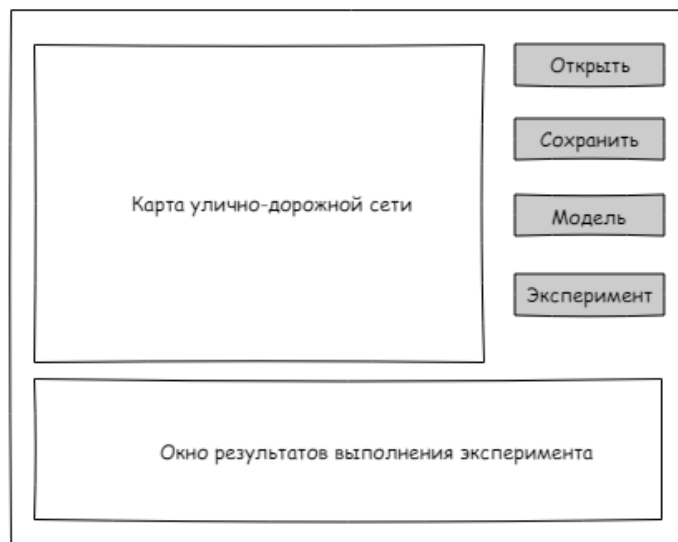 Открыть
Сохранить
Карта улично-дорожной сети
Модель
Эксперимент
Окно результатов выполнения эксперимента